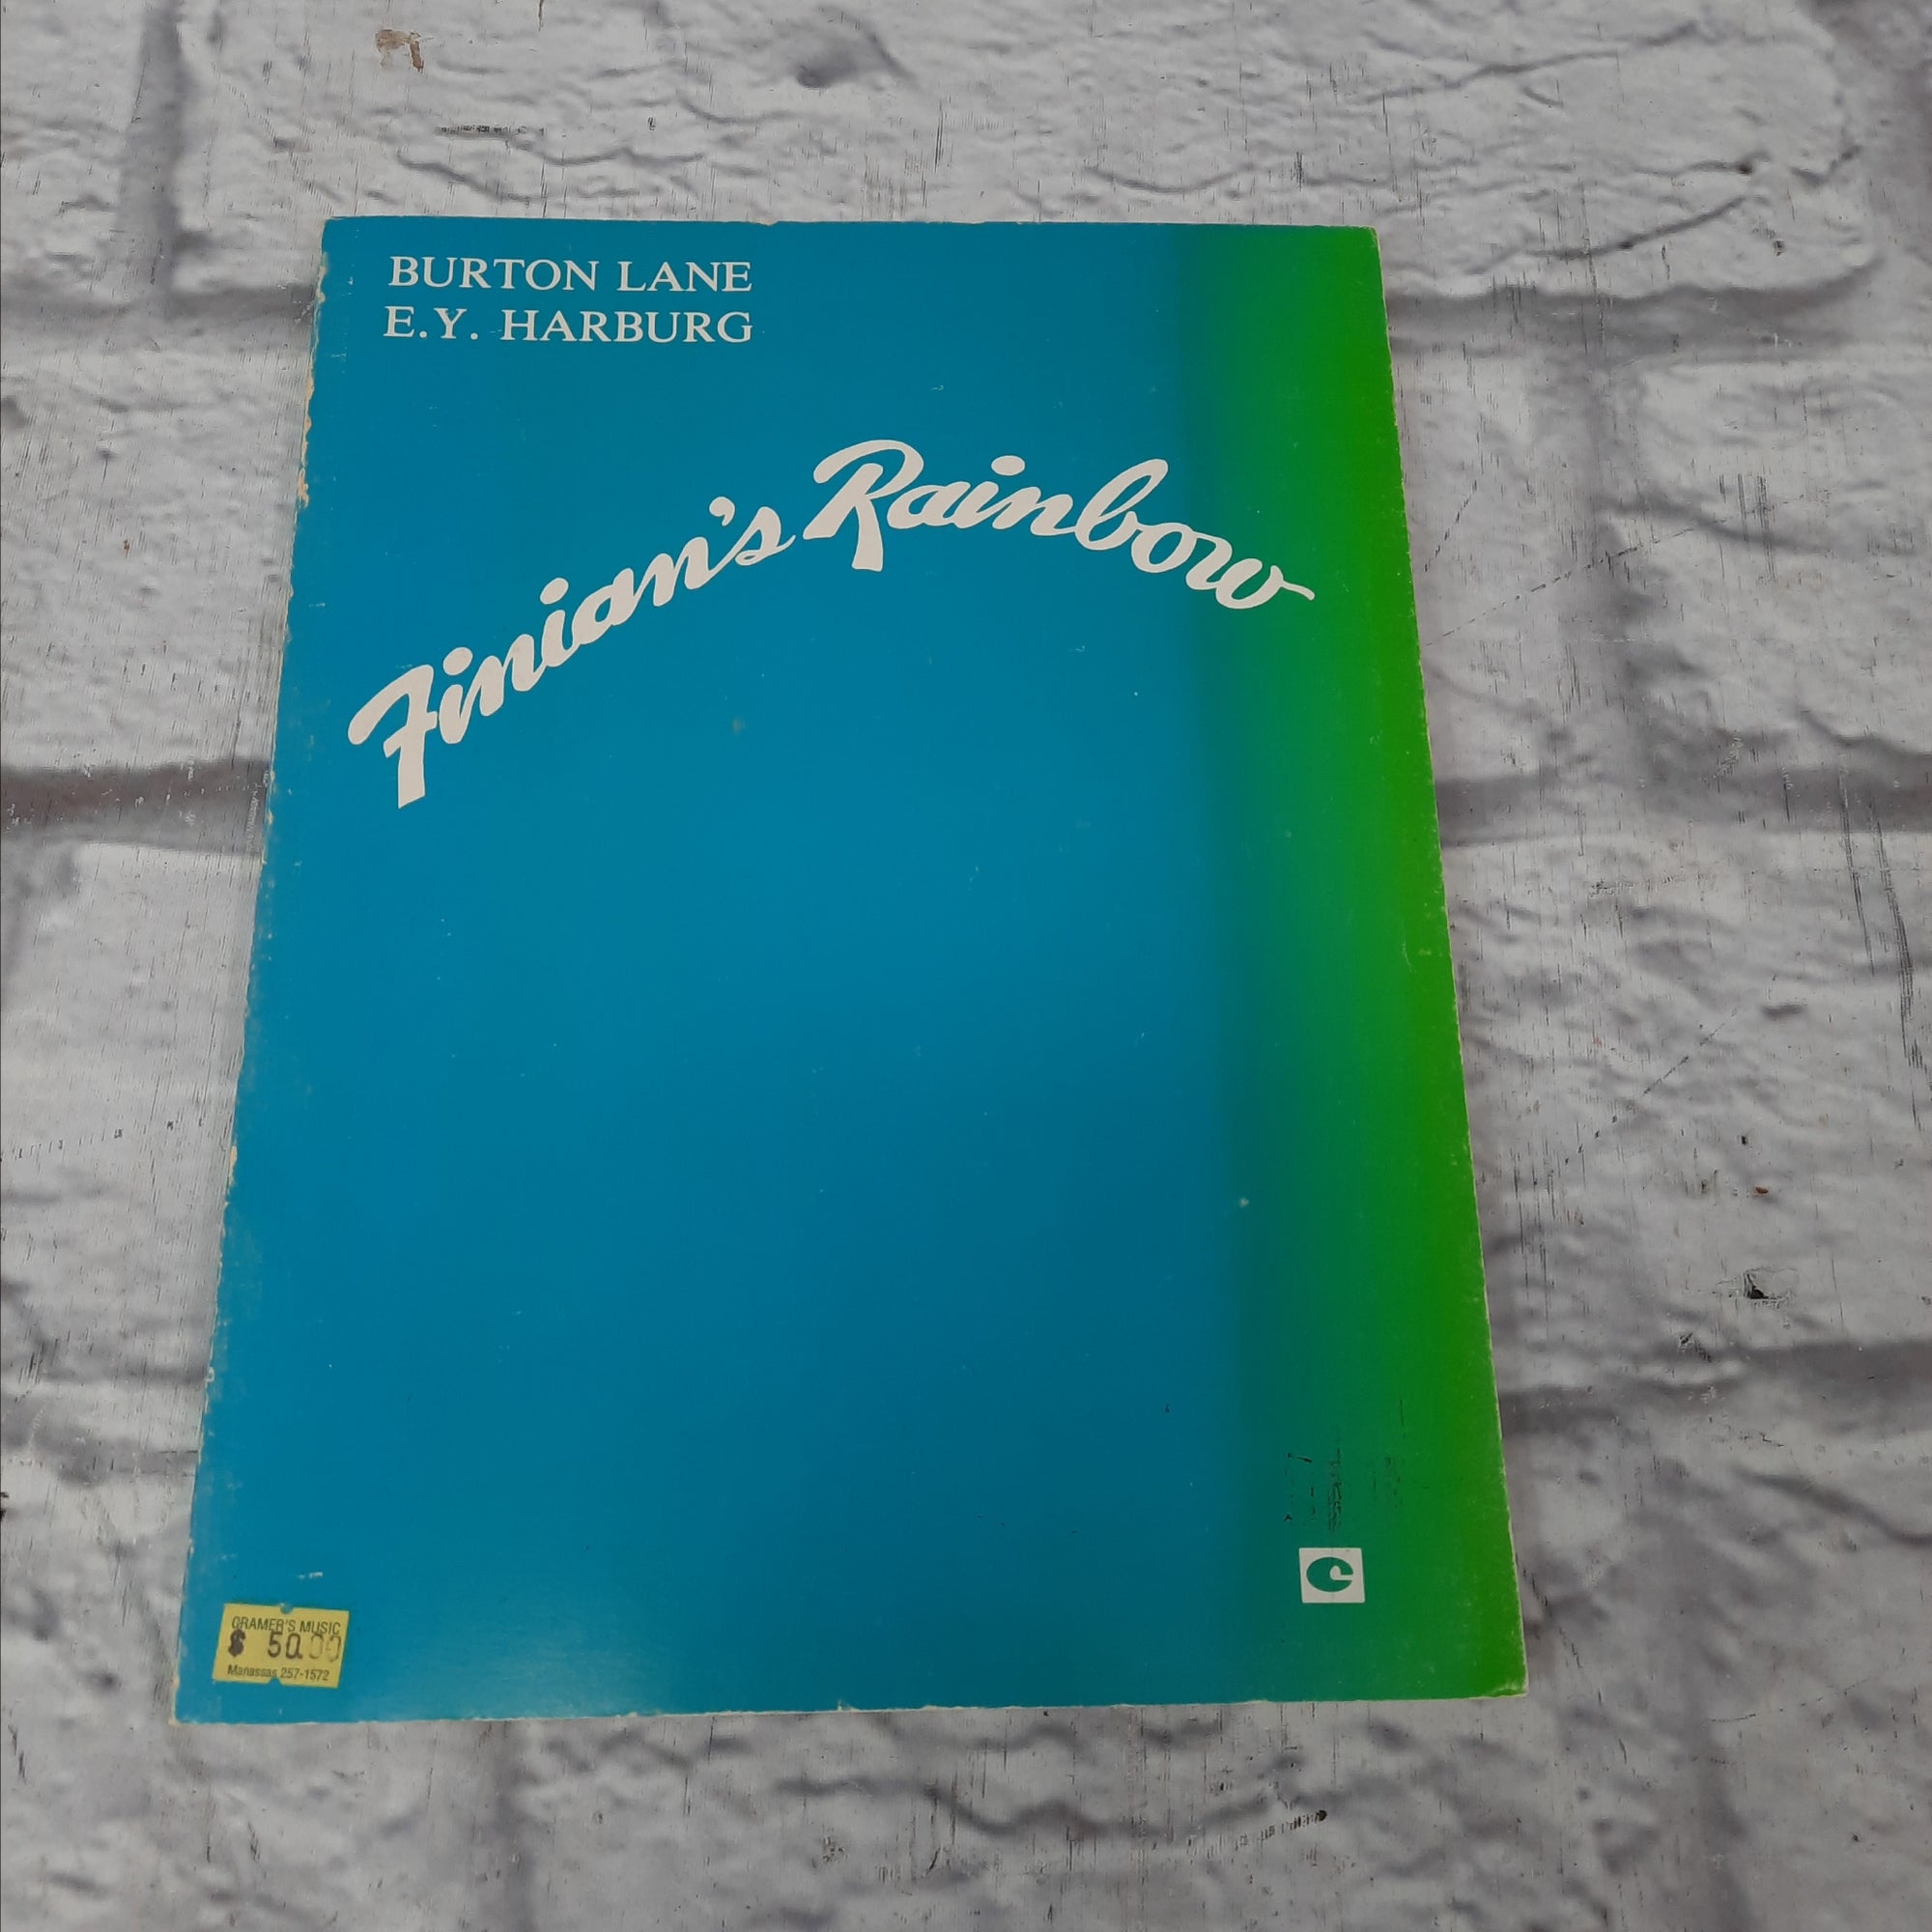 BURTON LANE
E.Y. HARBURG
Finian's Rainbow
CRAMER'S MUSIC
$ 50.00
Manassas 257-1572